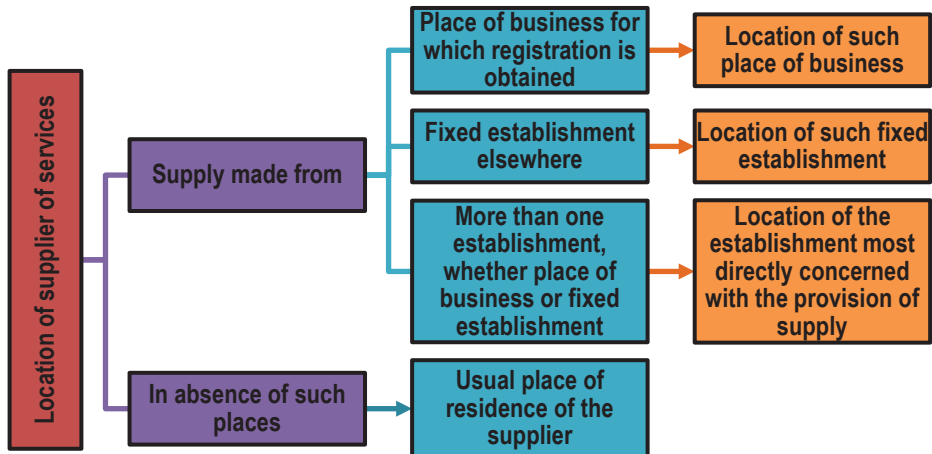 Location of supplier of services
Supply made from
Place of business for
which registration is
obtained
Location of such
place of business
Fixed establishment
elsewhere
Location of such fixed
establishment
More than one
establishment,
whether place of
business or fixed
establishment
Location of the
establishment most
directly concerned
with the provision of
supply
In absence of such
places
Usual place of
residence of the
supplier